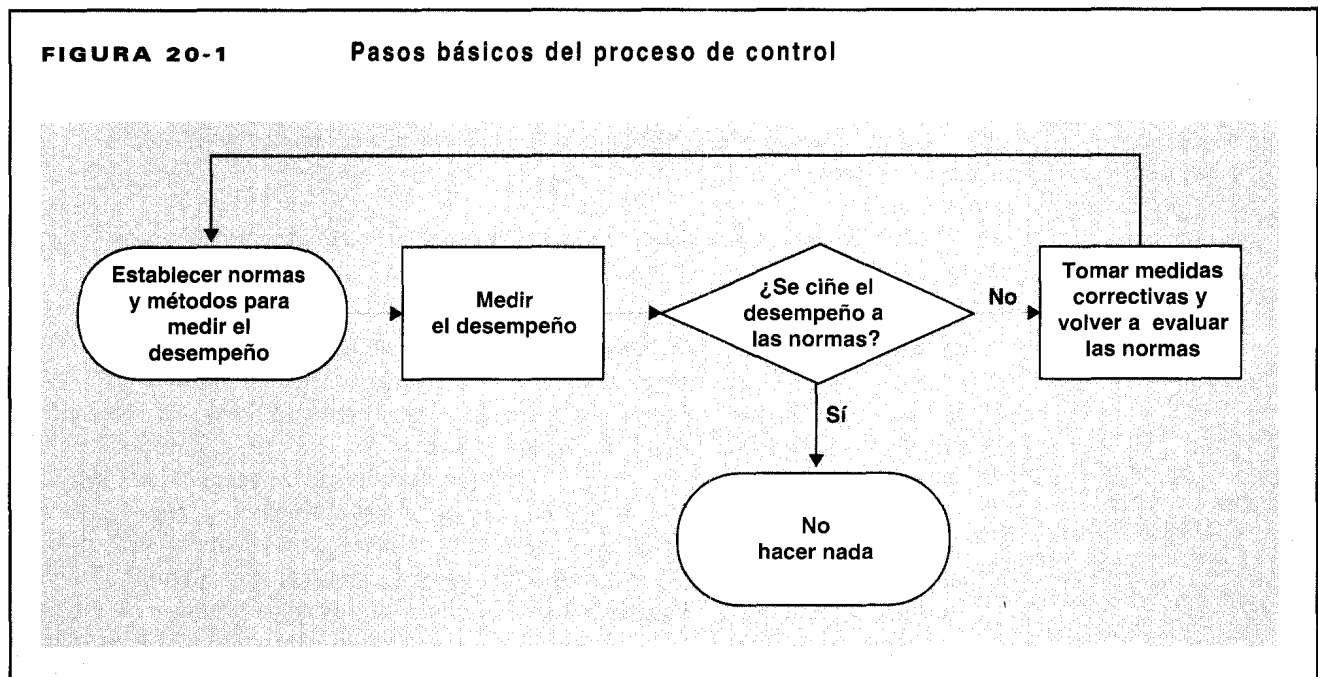 FIGURA 20-1 Pasos básicos del proceso de control
Establecer normas
y métodos para
medir el
desempeño
Medir
el desempeño
¿Se ciñe el
desempeño a
las normas?
No
Tomar medidas
correctivas y
volver a evaluar
las normas
Sí
No
hacer nada